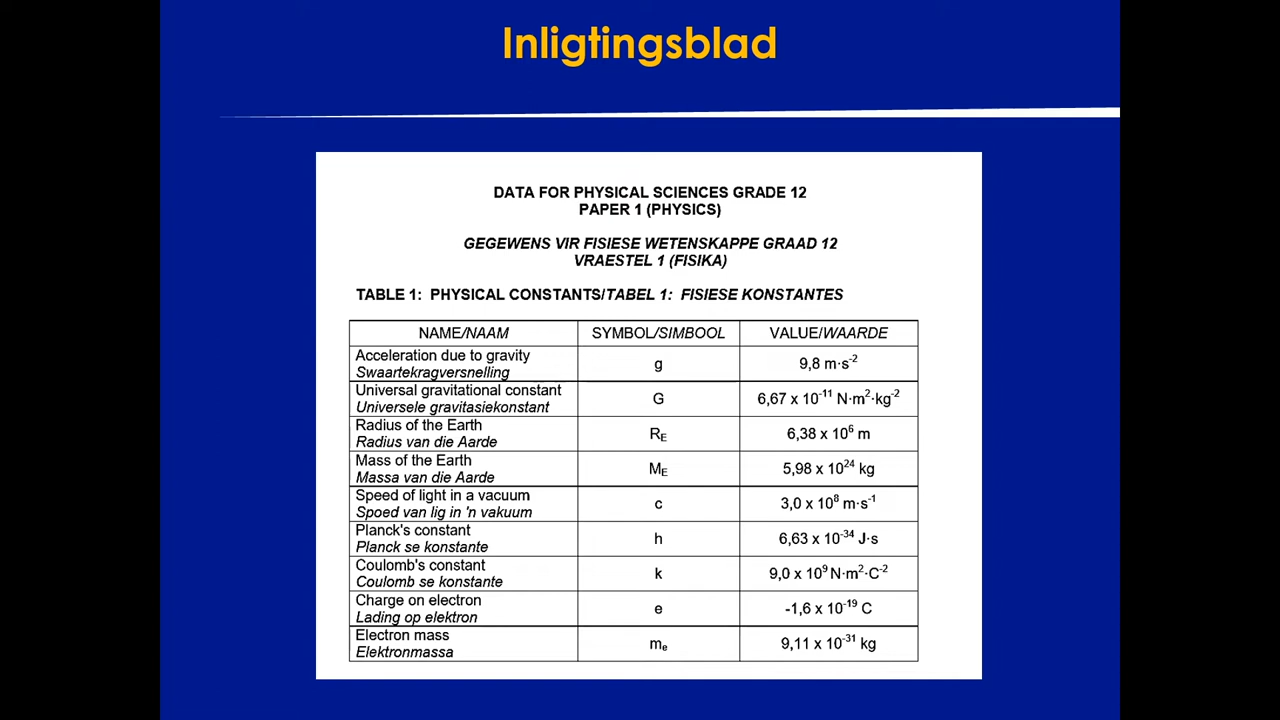 Inligtingsblad
DATA FOR PHYSICAL SCIENCES GRADE 12
PAPER 1 (PHYSICS)
GEGEWENS VIR FISIESE WETENSKAPPE GRAAD 12
VRAESTEL 1 (FISIKA)
TABLE 1: PHYSICAL CONSTANTS/TABEL 1: FISIESE KONSTANTES
NAME/NAAM SYMBOL/SIMBOOL VALUE/WAARDE
Acceleration due to gravity
Swaartekragversnelling
g 9,8 m·s⁻²
Universal gravitational constant
Universele gravitasiekonstant
G 6,67 x 10⁻¹¹ N·m²·kg⁻²
Radius of the Earth
Radius van die Aarde
R_E 6,38 x 10⁶ m
Mass of the Earth
Massa van die Aarde
M_E 5,98 x 10²⁴ kg
Speed of light in a vacuum
Spoed van lig in 'n vakuum
c 3,0 x 10⁸ m·s⁻¹
Planck's constant
Planck se konstante
h 6,63 x 10⁻³⁴ J·s
Coulomb's constant
Coulomb se konstante
k 9,0 x 10⁹ N·m²·C⁻²
Charge on electron
Lading op elektron
e -1,6 x 10⁻¹⁹ C
Electron mass
Elektronmassa
mₑ 9,11 x 10⁻³¹ kg